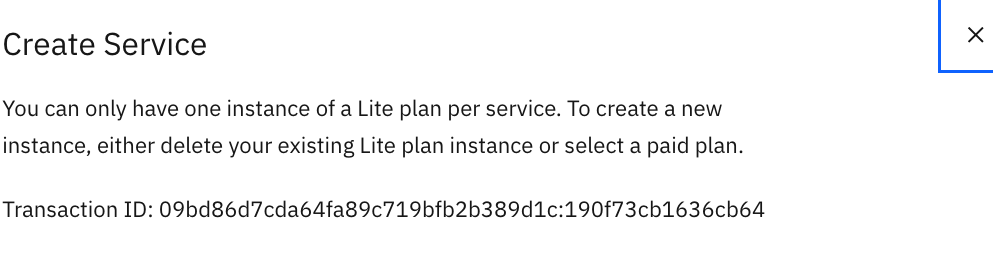 Create Service
You can only have one instance of a Lite plan per service. To create a new
instance, either delete your existing Lite plan instance or select a paid plan.
Transaction ID: 09bd86d7cda64fa89c719bfb2b389d1c:190f73cb1636cb64